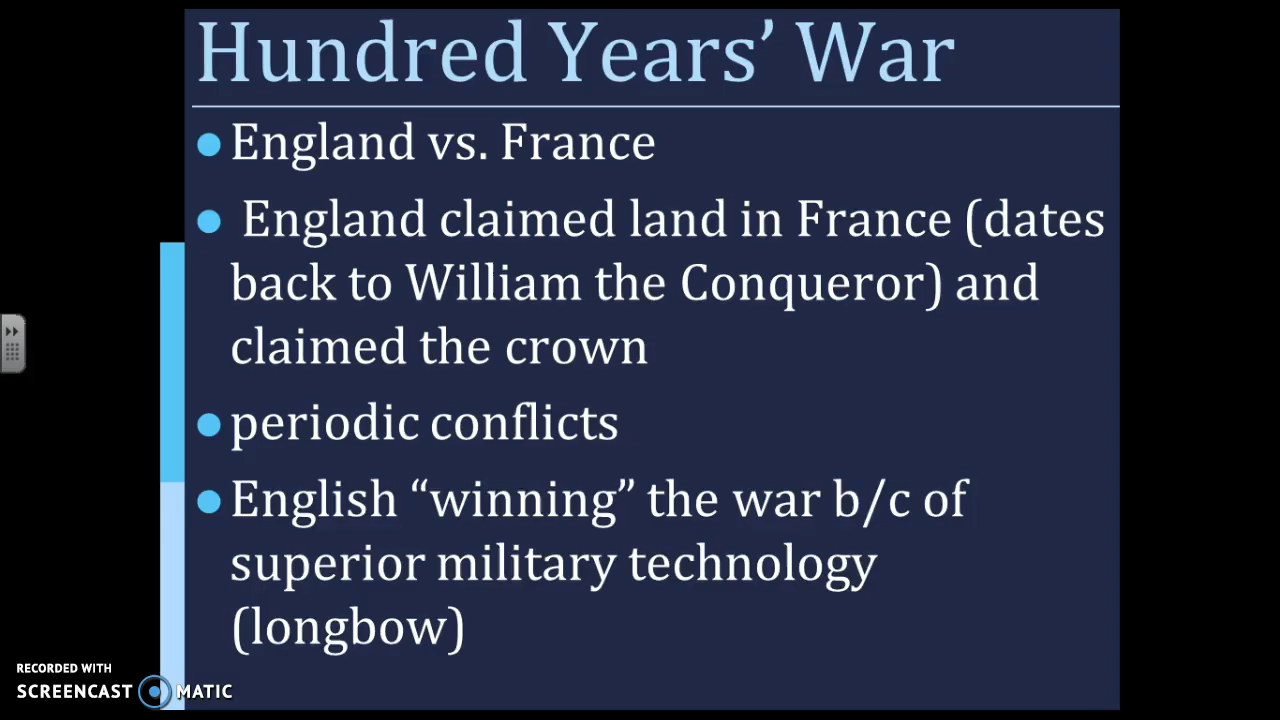 Hundred Years’ War
England vs. France
England claimed land in France (dates
back to William the Conqueror) and
claimed the crown
periodic conflicts
English “winning” the war b/c of
superior military technology
(longbow)
RECORDED WITH
SCREENCAST MATIC